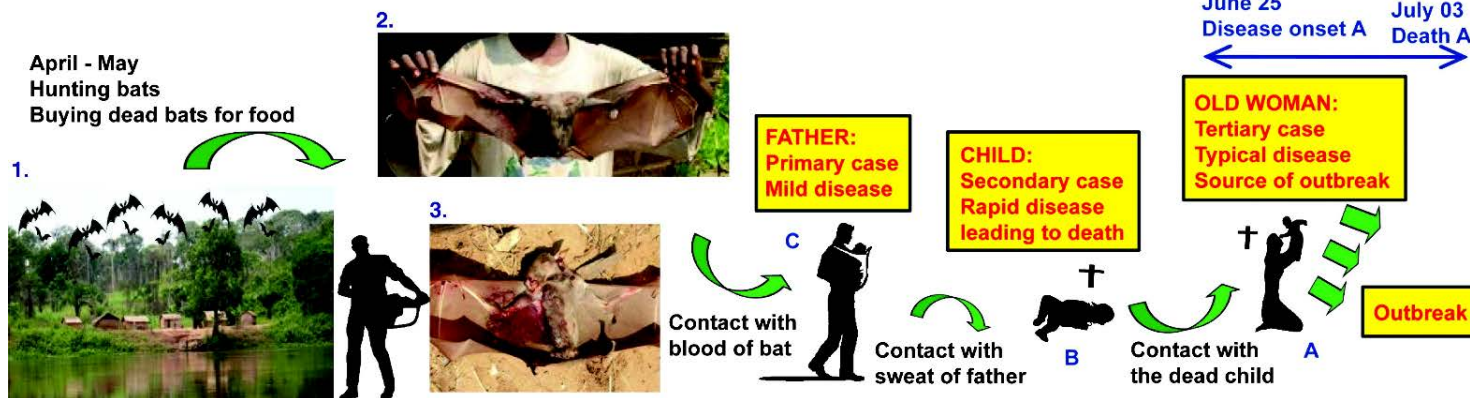 April - May
Hunting bats
Buying dead bats for food
1.
2.
3.
Contact with
blood of bat
FATHER:
Primary case
Mild disease
C
Contact with
sweat of father
CHILD:
Secondary case
Rapid disease
leading to death
B
Contact with
the dead child
June 25
Disease onset A
July 03
Death A
OLD WOMAN:
Tertiary case
Typical disease
Source of outbreak
A
Outbreak